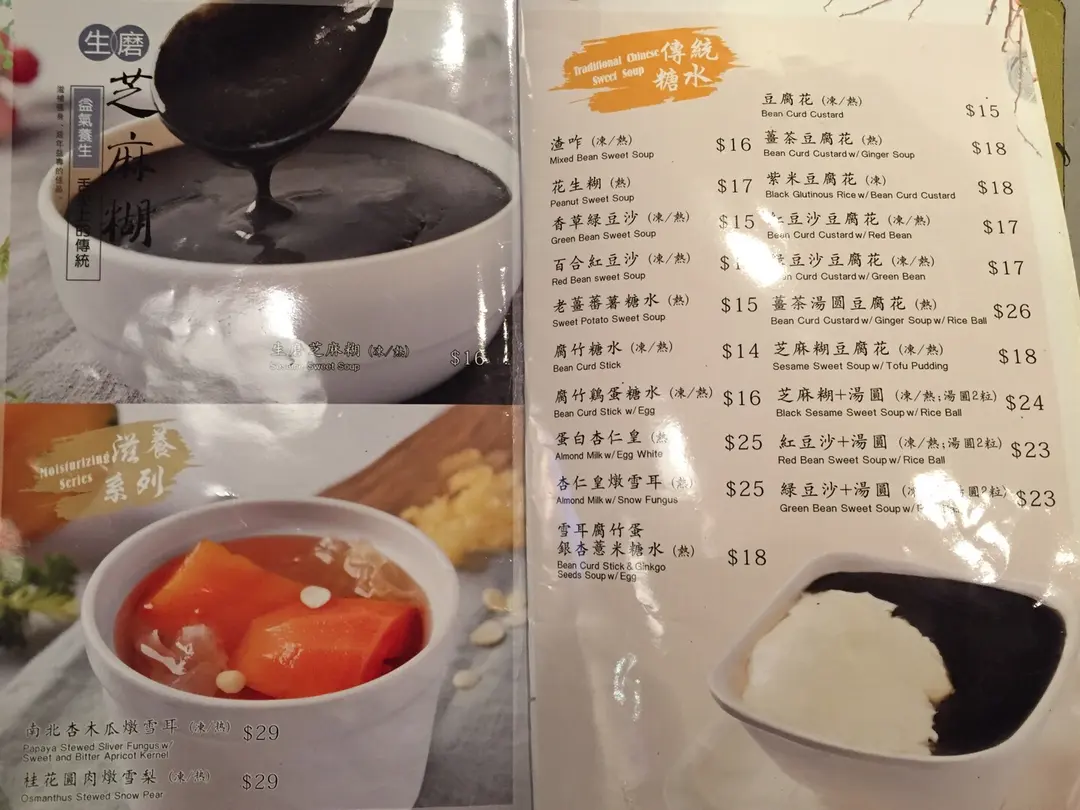 生磨
芝麻糊
益氣養生
生磨芝麻糊 (凍/熱) $16
Sweet Soup
Moisturizing Series
滋養系列
南北杏木瓜燉雪耳 (凍/熱) $29
Papaya Stewed Sliver Fungus w/
Sweet and Bitter Apricot Kernel
桂花圓肉燉雪梨 (凍/熱) $29
Osmanthus Stewed Snow Pear
Traditional Chinese
Sweet Soup
傳統
糖水
渣咋 (凍/熱) $16
Mixed Bean Sweet Soup
花生糊 (熱) $17
Peanut Sweet Soup
香草綠豆沙 (凍/熱) $15
Green Bean Sweet Soup
百合紅豆沙 (凍/熱)
Red Bean sweet Soup
老薑蕃薯糖水 (熱) $15
Sweet Potato Sweet Soup
腐竹糖水 (凍/熱) $14
Bean Curd Stick
腐竹鷄蛋糖水 (凍/熱) $16
Bean Curd Stick w/Egg
蛋白杏仁皇 (熱) $25
Almond Milk w/Egg White
杏仁皇燉雪耳 (熱) $25
Almond Milk w/Snow Fungus
雪耳腐竹蛋
銀杏薏米糖水 (熱) $18
Bean Curd Stick & Ginkgo
Seeds Soup w/Egg
豆腐花 (凍/熱) $15
Bean Curd Custard
薑茶豆腐花 (熱) $18
Bean Curd Custard w/Ginger Soup
紫米豆腐花 (凍) $18
Black Glutinous Rice w/Bean Curd Custard
紅豆沙豆腐花 (凍/熱) $17
Bean Curd Custard w/Red Bean
綠豆沙豆腐花 (凍/熱) $17
Curd Custard w/Green Bean
薑茶湯圓豆腐花 (熱) $26
Bean Curd Custard w/Ginger Soup w/Rice Ball
芝麻糊豆腐花 (凍/熱) $18
Sesame Sweet Soup w/Tofu Pudding
芝麻糊+湯圓 (凍/熱;湯圓2粒) $24
Black Sesame Sweet Soup w/Rice Ball
紅豆沙+湯圓 (凍/熱;湯圓2粒) $23
Red Bean Sweet Soup w/Rice Ball
綠豆沙+湯圓 湯圓2粒) $23
Green Bean Sweet Soup